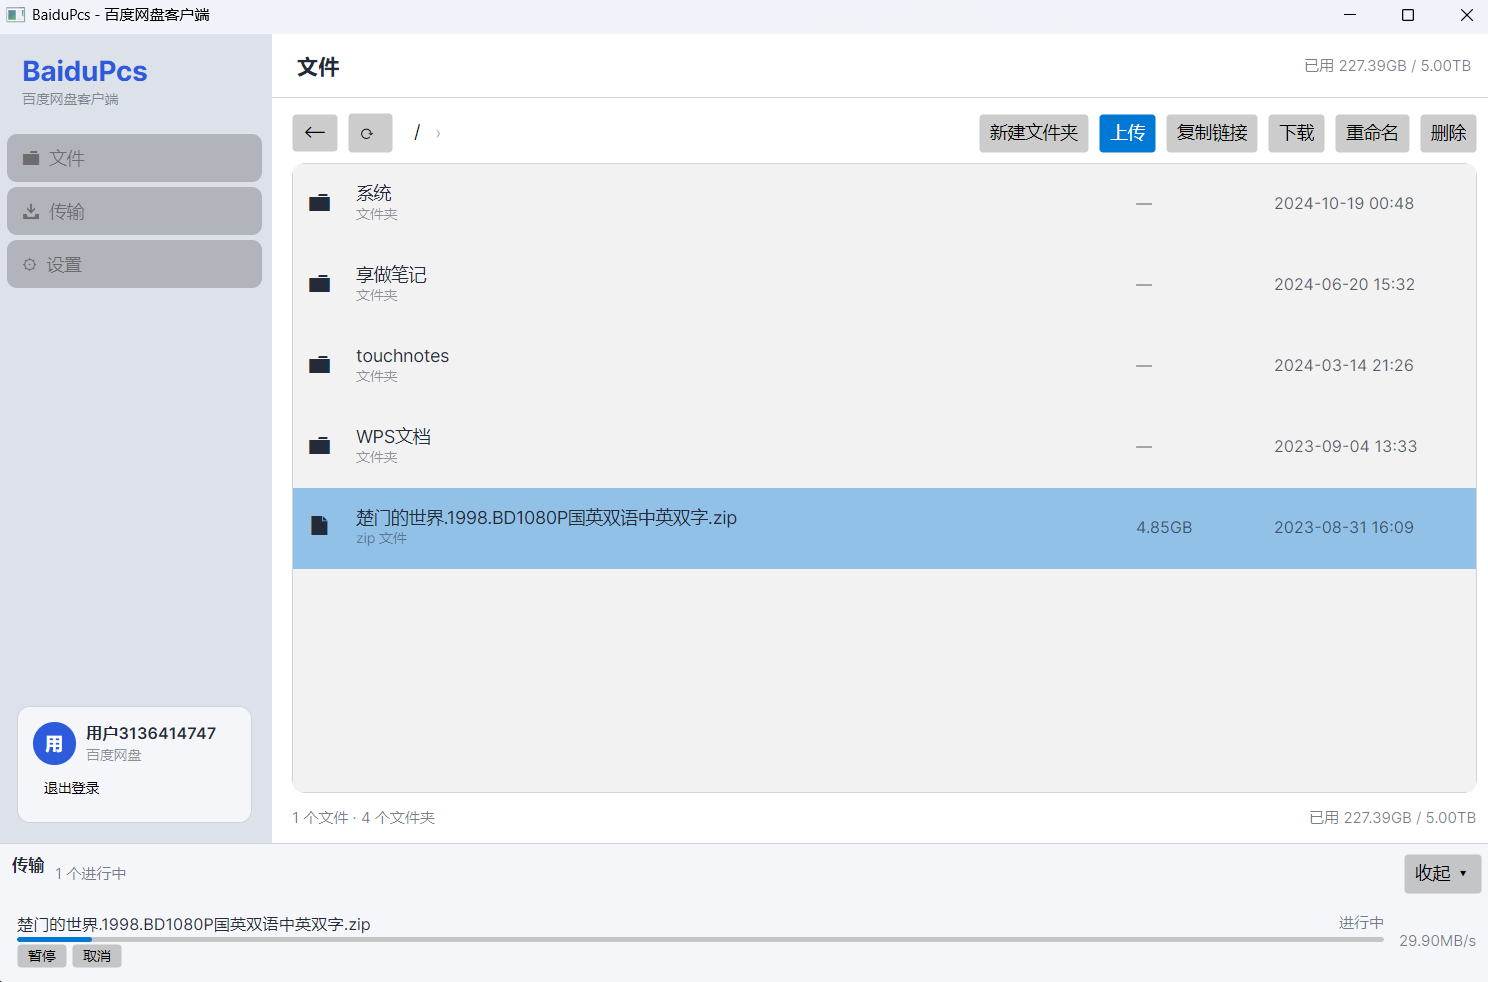 BaiduPcs - 百度网盘客户端
BaiduPcs
百度网盘客户端
文件
传输
设置
用
用户3136414747
百度网盘
退出登录
文件
已用 227.39GB / 5.00TB
/ ›
新建文件夹
上传
复制链接
下载
重命名
删除
系统
文件夹
—
2024-10-19 00:48
享做笔记
文件夹
—
2024-06-20 15:32
touchnotes
文件夹
—
2024-03-14 21:26
WPS文档
文件夹
—
2023-09-04 13:33
楚门的世界.1998.BD1080P国英双语中英双字.zip
zip 文件
4.85GB
2023-08-31 16:09
1 个文件 · 4 个文件夹
已用 227.39GB / 5.00TB
传输
1 个进行中
收起
楚门的世界.1998.BD1080P国英双语中英双字.zip
进行中
29.90MB/s
暂停
取消